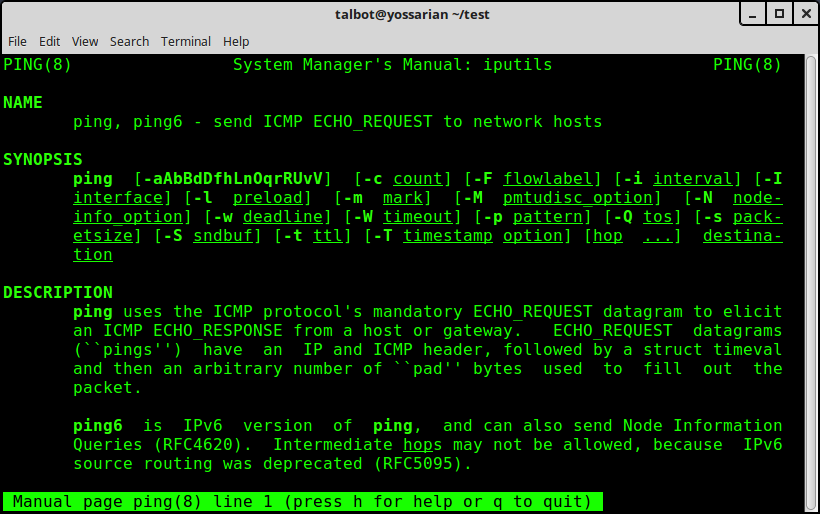 talbot@yossarian ~/test
File Edit View Search Terminal Help
PING(8) System Manager's Manual: iputils PING(8)
NAME
ping, ping6 - send ICMP ECHO_REQUEST to network hosts
SYNOPSIS
ping [-aAbBdDfhLnOqrRUvV] [-c count] [-F flowlabel] [-i interval] [-I
interface] [-l preload] [-m mark] [-M pmtudisc_option] [-N node-
info_option] [-w deadline] [-W timeout] [-p pattern] [-Q tos] [-s pack-
etsize] [-S sndbuf] [-t ttl] [-T timestamp option] [hop ...] destina-
tion
DESCRIPTION
ping uses the ICMP protocol's mandatory ECHO_REQUEST datagram to elicit
an ICMP ECHO_RESPONSE from a host or gateway. ECHO_REQUEST datagrams
(``pings'') have an IP and ICMP header, followed by a struct timeval
and then an arbitrary number of ``pad'' bytes used to fill out the
packet.
ping6 is IPv6 version of ping, and can also send Node Information
Queries (RFC4620). Intermediate hops may not be allowed, because IPv6
source routing was deprecated (RFC5095).
Manual page ping(8) line 1 (press h for help or q to quit)